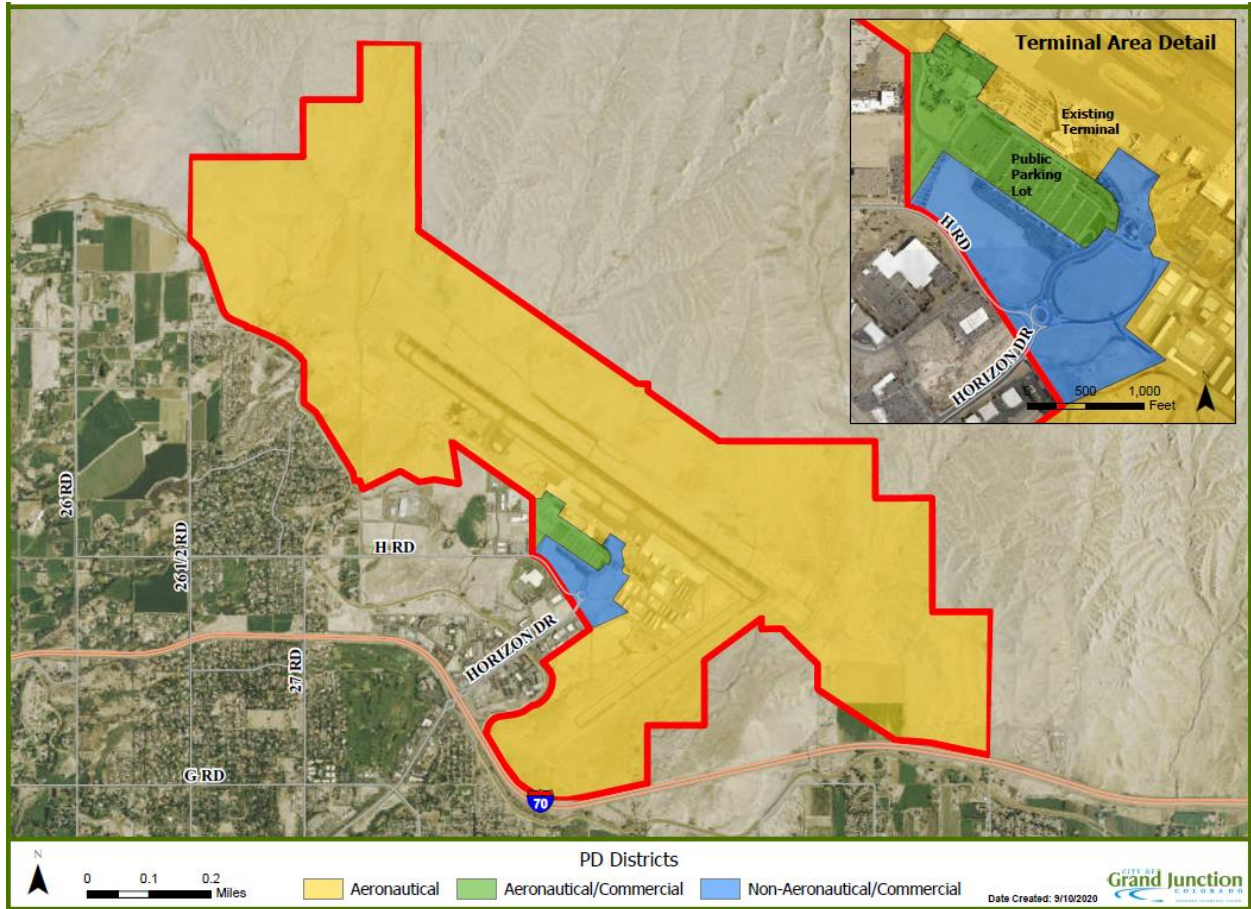 Terminal Area Detail
Existing
Terminal
Public
Parking
Lot
H RD
HORIZON DR
500
1,000
Feet
N
26 RD
26 1/2 RD
27 RD
H RD
HORIZON DR
G RD
70
N
0
0.1
0.2
Miles
PD Districts
Aeronautical
Aeronautical/Commercial
Non-Aeronautical/Commercial
Date Created: 9/10/2020
CITY OF
Grand Junction
COLORADO